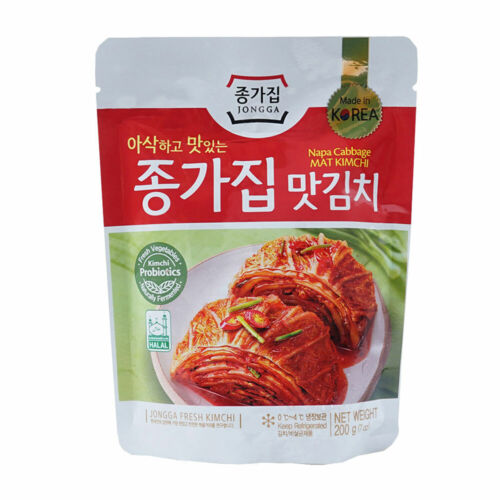 종가집
JONGGA
Made in
KOREA
아삭하고 맛있는
Napa Cabbage
MAT KIMCHI
종가집 맛김치
Fresh Vegetables
Kimchi
Probiotics
Naturally Fermented
HALAL
JONGGA FRESH KIMCHI
0℃~4℃ 냉장보관
Keep Refrigerated
NET WEIGHT
200 g (7 oz)